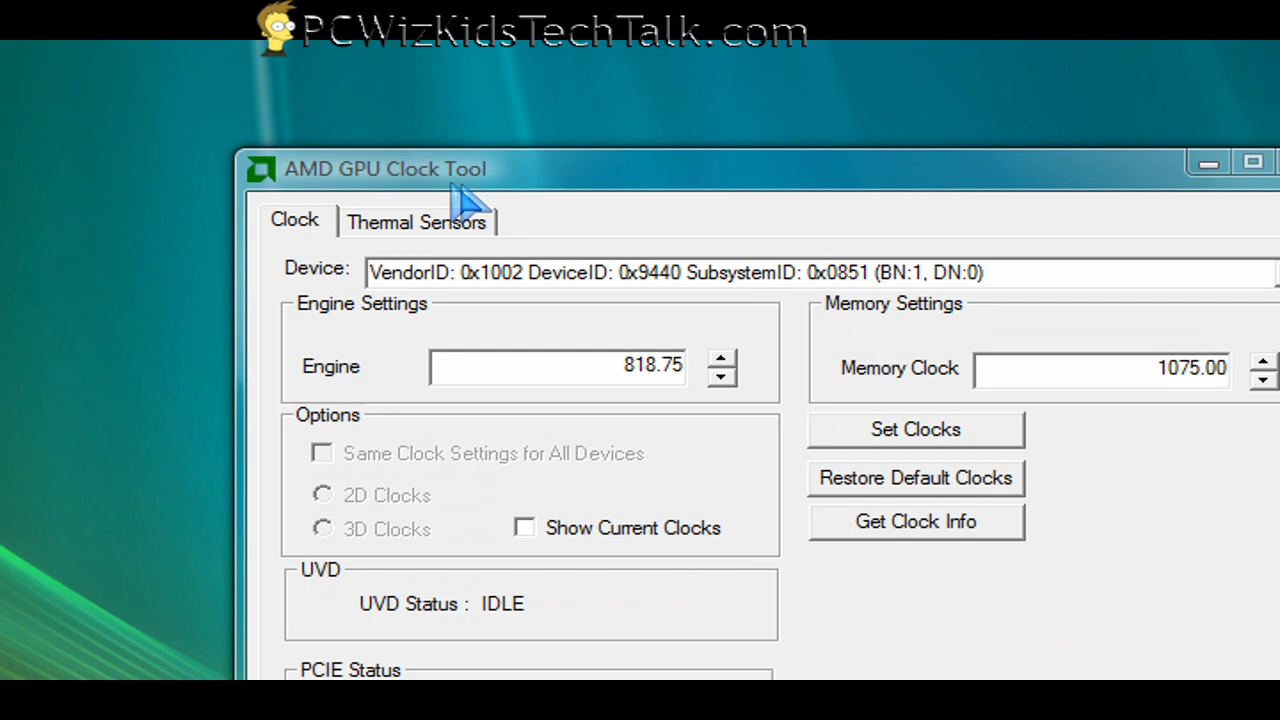 PCWizKidsTechTalk.com
AMD GPU Clock Tool
Clock Thermal Sensors
Device: VendorID: 0x1002 DeviceID: 0x9440 SubsystemID: 0x0851 (BN:1, DN:0)
Engine Settings
Engine 818.75
Memory Settings
Memory Clock 1075.00
Options
Same Clock Settings for All Devices
2D Clocks
3D Clocks
Show Current Clocks
Set Clocks
Restore Default Clocks
Get Clock Info
UVD
UVD Status : IDLE
PCIE Status